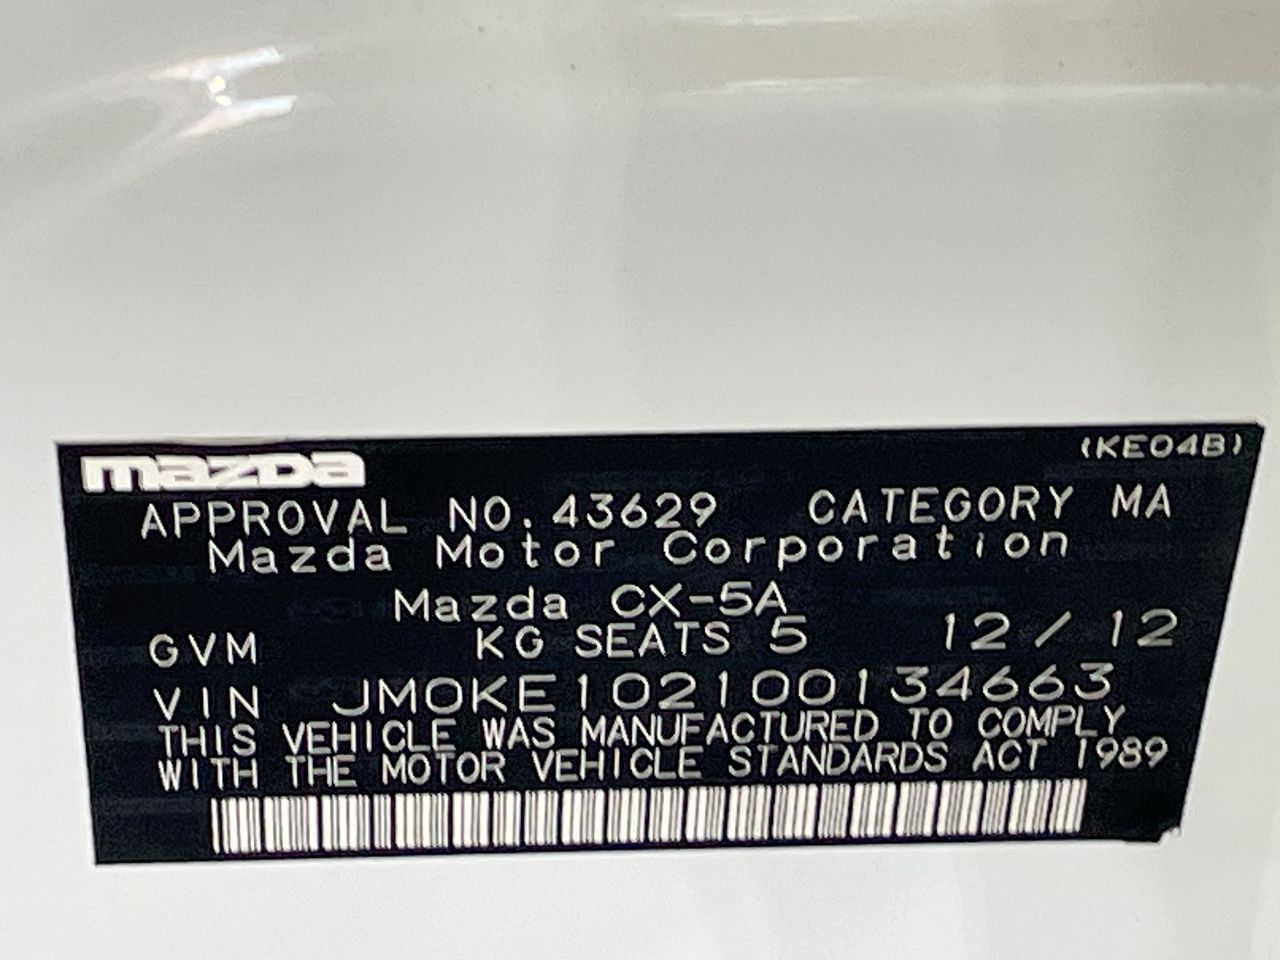 mazda
(KE04B)
APPROVAL NO. 43629 CATEGORY MA
Mazda Motor Corporation
Mazda CX-5A
GVM KG SEATS 5 12/12
VIN JM0KE102100134663
THIS VEHICLE WAS MANUFACTURED TO COMPLY
WITH THE MOTOR VEHICLE STANDARDS ACT 1989